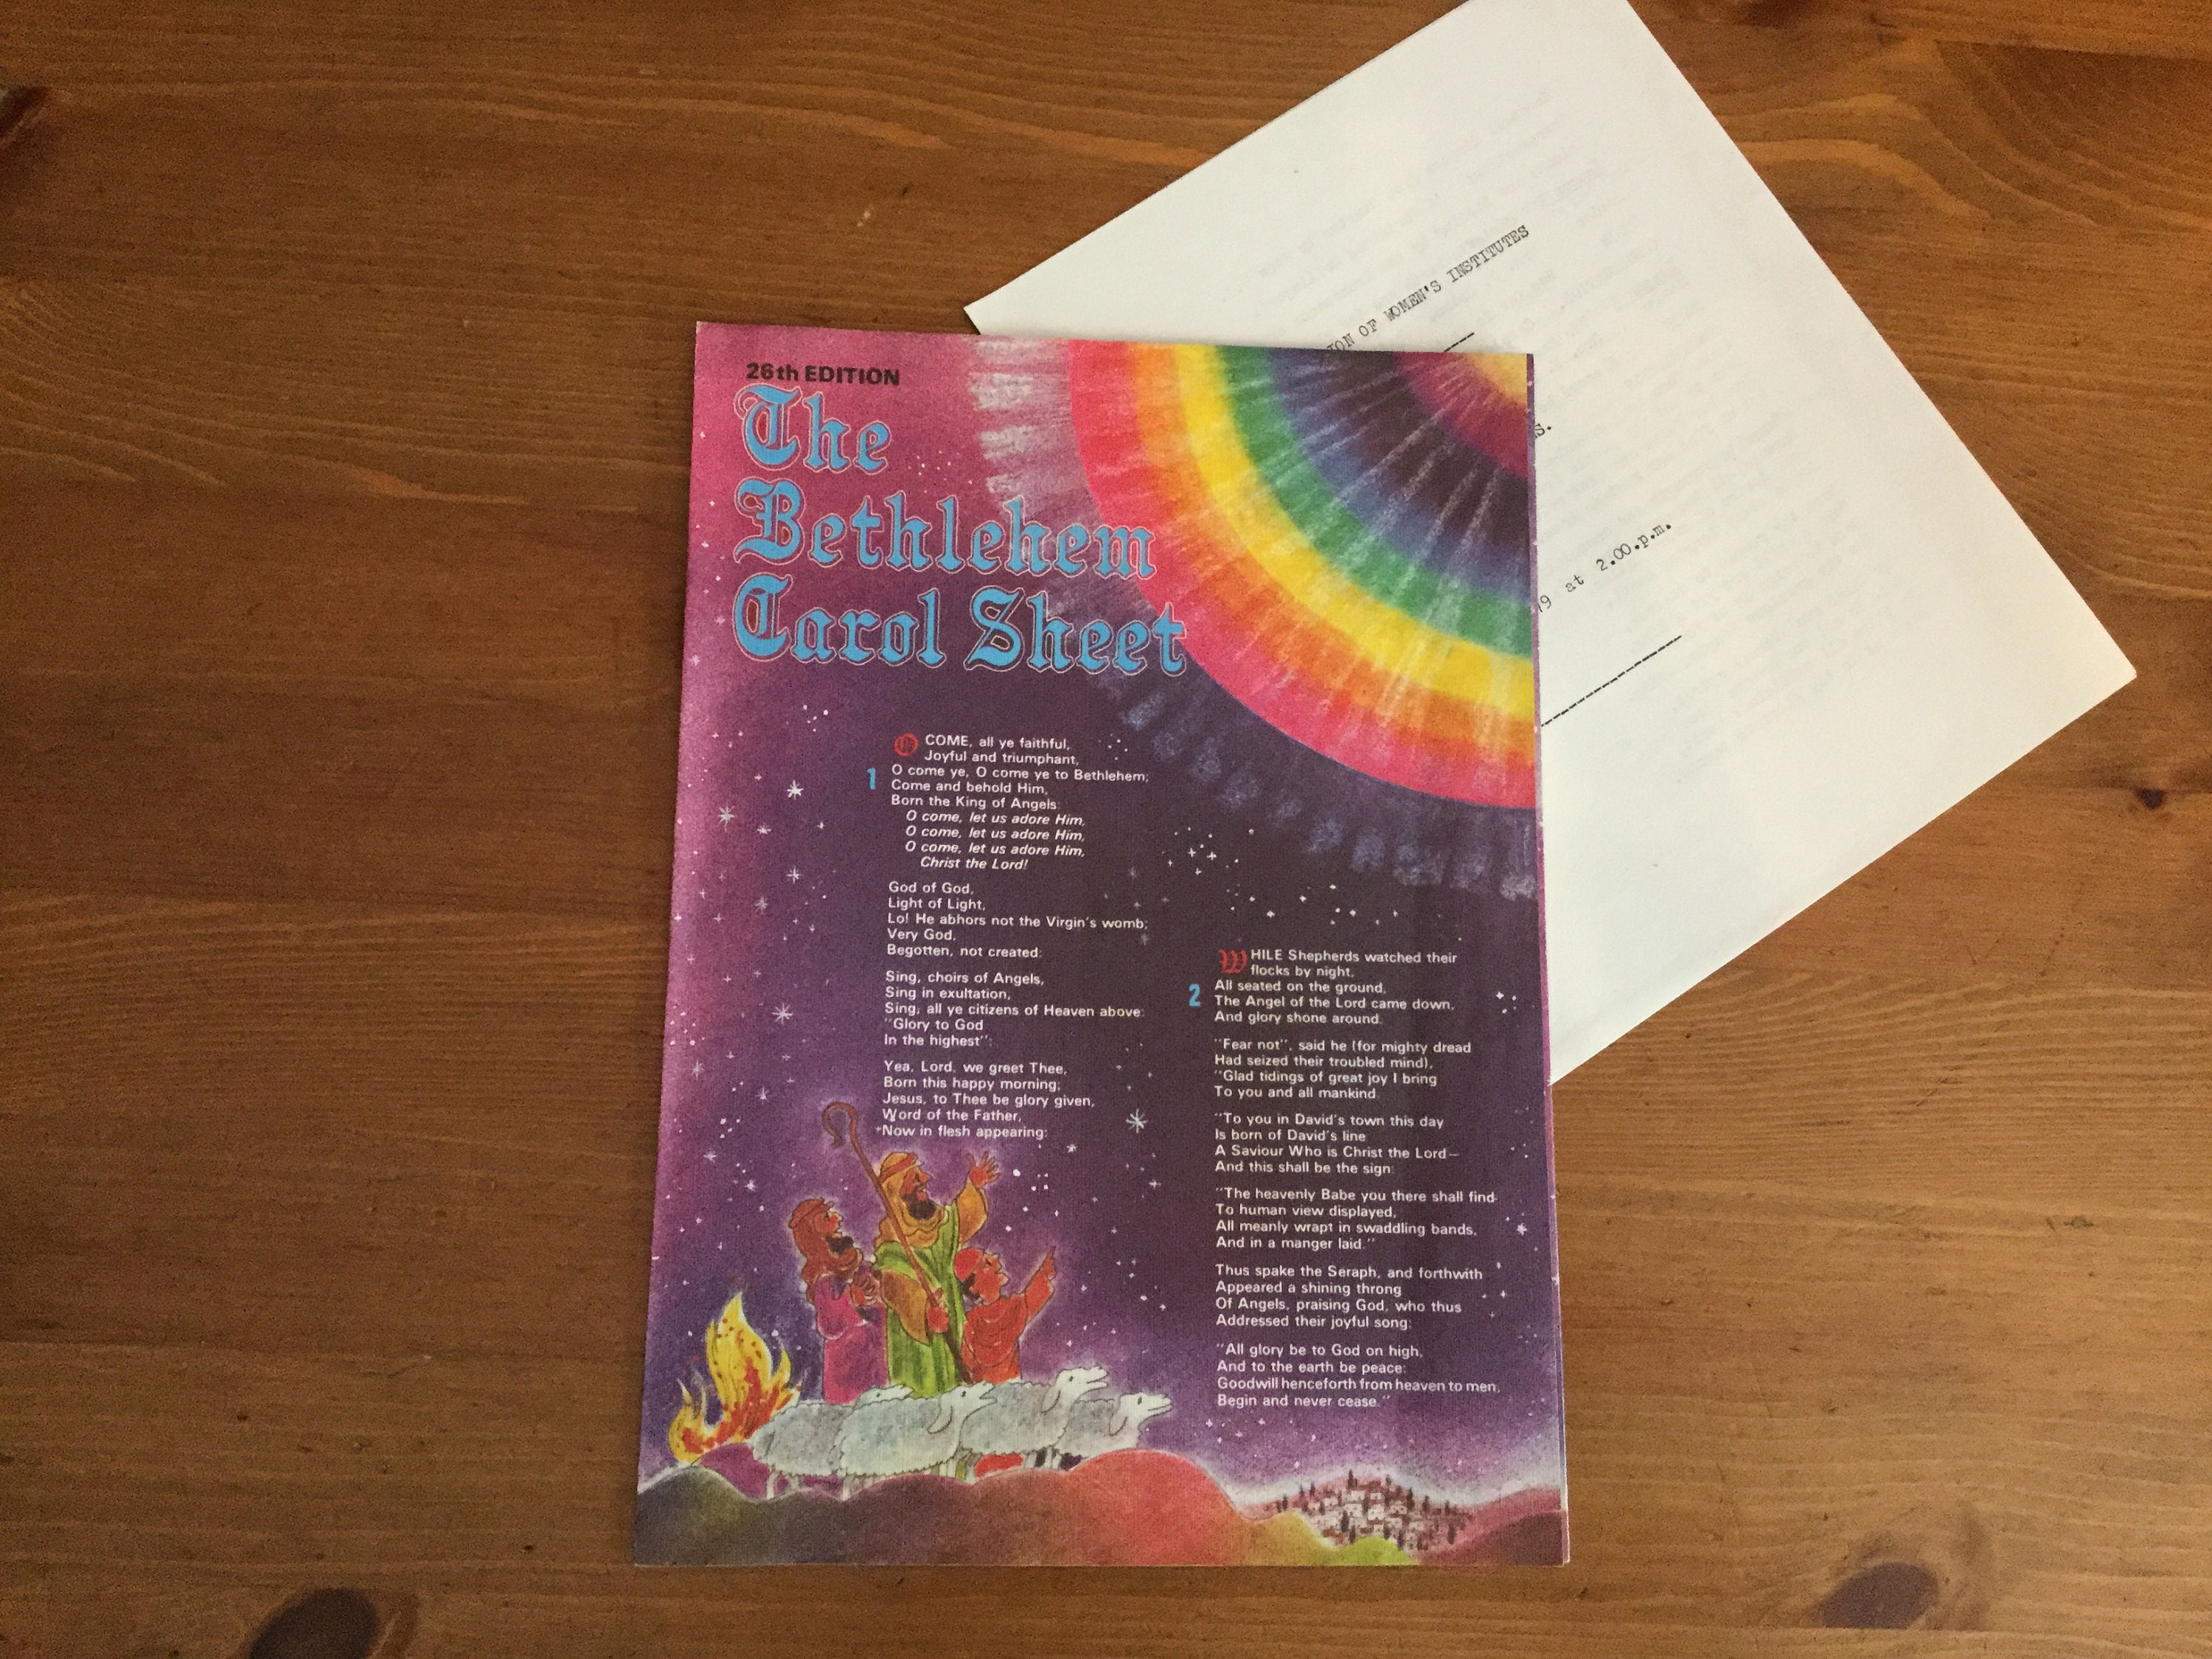 26th EDITION
The
Bethlehem
Carol Sheet
O COME, all ye faithful,
Joyful and triumphant,
1
O come ye, O come ye to Bethlehem;
Come and behold Him,
Born the King of Angels:
O come, let us adore Him,
O come, let us adore Him,
O come, let us adore Him,
Christ the Lord!
God of God,
Light of Light,
Lo! He abhors not the Virgin's womb;
Very God,
Begotten, not created:
Sing, choirs of Angels,
Sing in exultation,
Sing, all ye citizens of Heaven above:
"Glory to God
In the highest":
Yea, Lord, we greet Thee,
Born this happy morning;
Jesus, to Thee be glory given,
Word of the Father,
Now in flesh appearing:
WHILE Shepherds watched their
flocks by night,
2
All seated on the ground,
The Angel of the Lord came down,
And glory shone around.
"Fear not", said he (for mighty dread
Had seized their troubled mind),
"Glad tidings of great joy I bring
To you and all mankind.
"To you in David's town this day
Is born of David's line
A Saviour Who is Christ the Lord—
And this shall be the sign:
"The heavenly Babe you there shall find
To human view displayed,
All meanly wrapt in swaddling bands,
And in a manger laid."
Thus spake the Seraph, and forthwith
Appeared a shining throng
Of Angels, praising God, who thus
Addressed their joyful song:
"All glory be to God on high,
And to the earth be peace:
Goodwill henceforth from heaven to men,
Begin and never cease."
ION OF WOMEN'S INSTITUTES
S.
9 at 2.00.p.m.